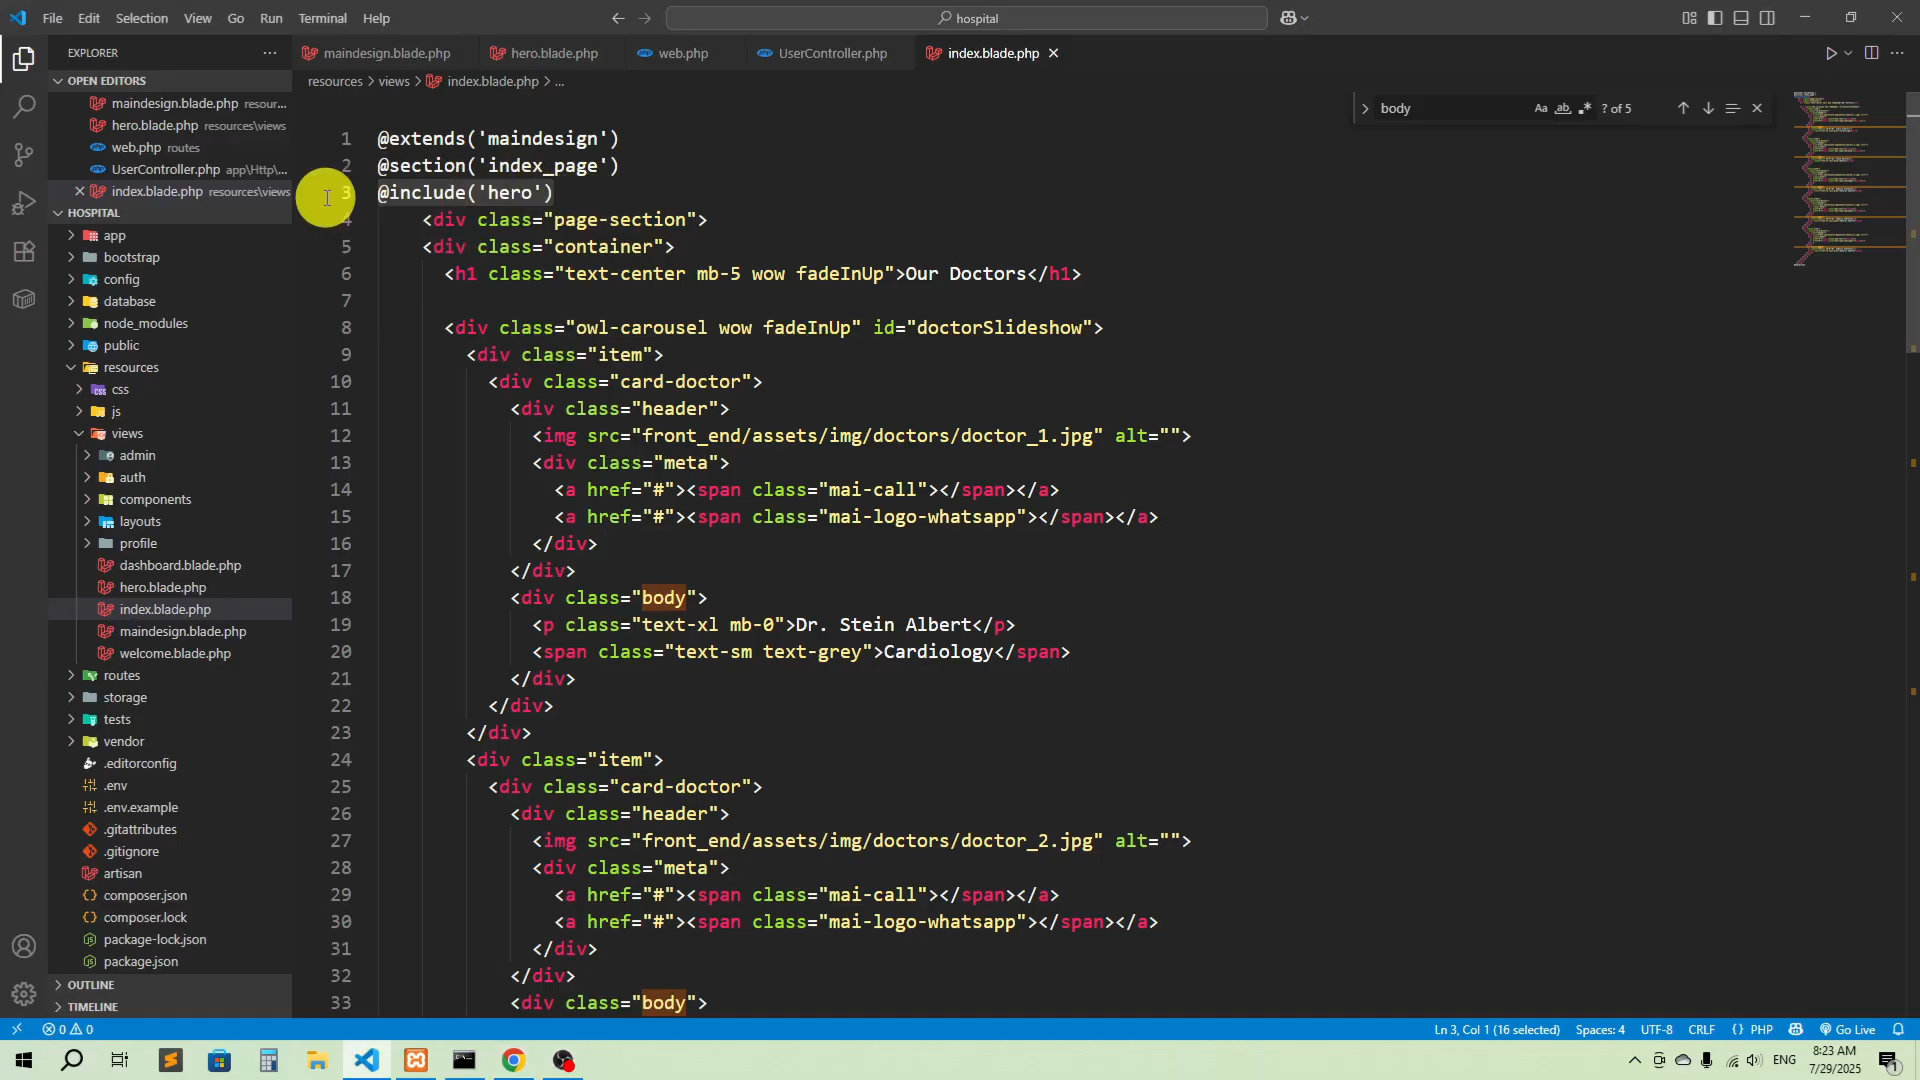 File Edit Selection View Go Run Terminal Help
hospital
EXPLORER
maindesign.blade.php
hero.blade.php
web.php
UserController.php
index.blade.php
OPEN EDITORS
maindesign.blade.php resour...
hero.blade.php resources\views
web.php routes
UserController.php app\Http\...
index.blade.php resources\views
HOSPITAL
app
bootstrap
config
database
node_modules
public
resources
css
js
views
admin
auth
components
layouts
profile
dashboard.blade.php
hero.blade.php
index.blade.php
maindesign.blade.php
welcome.blade.php
routes
storage
tests
vendor
.editorconfig
.env
.env.example
.gitattributes
.gitignore
artisan
composer.json
composer.lock
package-lock.json
package.json
OUTLINE
TIMELINE
resources > views > index.blade.php > ...
body
Aa ab .* ? of 5
1 @extends('maindesign')
2 @section('index_page')
3 @include('hero')
4 <div class="page-section">
5 <div class="container">
6 <h1 class="text-center mb-5 wow fadeInUp">Our Doctors</h1>
7
8 <div class="owl-carousel wow fadeInUp" id="doctorSlideshow">
9 <div class="item">
10 <div class="card-doctor">
11 <div class="header">
12 <img src="front_end/assets/img/doctors/doctor_1.jpg" alt="">
13 <div class="meta">
14 <a href="#"><span class="mai-call"></span></a>
15 <a href="#"><span class="mai-logo-whatsapp"></span></a>
16 </div>
17 </div>
18 <div class="body">
19 <p class="text-xl mb-0">Dr. Stein Albert</p>
20 <span class="text-sm text-grey">Cardiology</span>
21 </div>
22 </div>
23 </div>
24 <div class="item">
25 <div class="card-doctor">
26 <div class="header">
27 <img src="front_end/assets/img/doctors/doctor_2.jpg" alt="">
28 <div class="meta">
29 <a href="#"><span class="mai-call"></span></a>
30 <a href="#"><span class="mai-logo-whatsapp"></span></a>
31 </div>
32 </div>
33 <div class="body">
0 0
Ln 3, Col 1 (16 selected) Spaces: 4 UTF-8 CRLF {} PHP Go Live
ENG
8:23 AM
7/29/2025
1